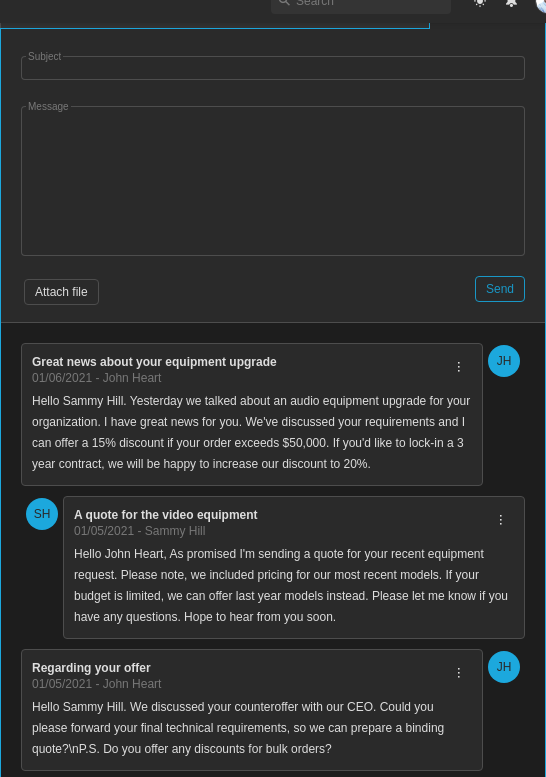 Search
Subject
Message
Attach file
Send
Great news about your equipment upgrade
01/06/2021 - John Heart
JH
Hello Sammy Hill. Yesterday we talked about an audio equipment upgrade for your
organization. I have great news for you. We've discussed your requirements and I
can offer a 15% discount if your order exceeds $50,000. If you'd like to lock-in a 3
year contract, we will be happy to increase our discount to 20%.
SH
A quote for the video equipment
01/05/2021 - Sammy Hill
Hello John Heart, As promised I'm sending a quote for your recent equipment
request. Please note, we included pricing for our most recent models. If your
budget is limited, we can offer last year models instead. Please let me know if you
have any questions. Hope to hear from you soon.
Regarding your offer
01/05/2021 - John Heart
JH
Hello Sammy Hill. We discussed your counteroffer with our CEO. Could you
please forward your final technical requirements, so we can prepare a binding
quote?\nP.S. Do you offer any discounts for bulk orders?